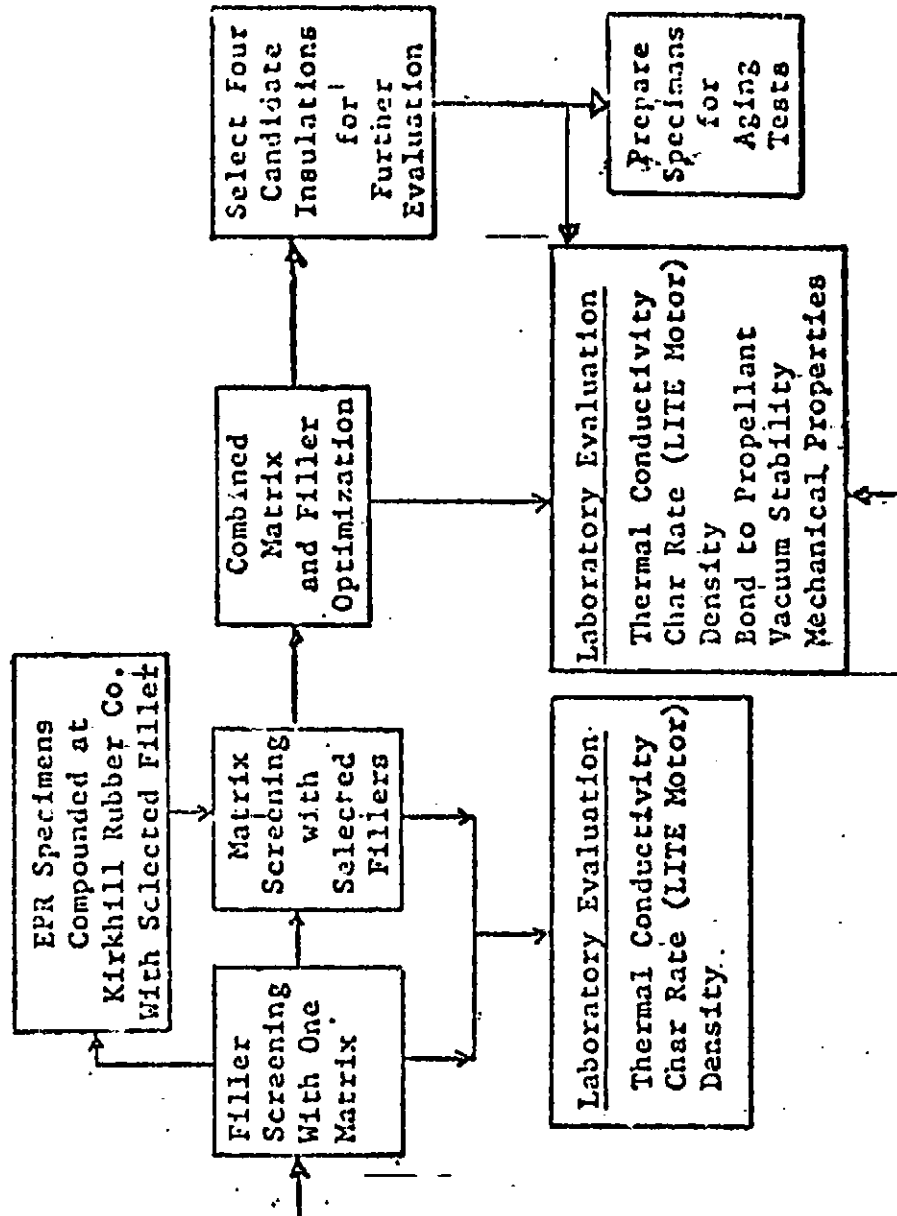 EPR Specimens
Compounded at
Kirkhill Rubber Co.
With Selected Filler
Filler
Screening
With One
Matrix
Matrix
Screening
with
Selected
Fillers
Combined
Matrix
and Filler
Optimization
Select Four
Candidate
Insulations
for
Further
Evaluation
Laboratory Evaluation
Thermal Conductivity
Char Rate (LITE Motor)
Density
Laboratory Evaluation
Thermal Conductivity
Char Rate (LITE Motor)
Density
Bond to Propellant
Vacuum Stability
Mechanical Properties
Prepare
Specimans
for
Aging
Tests